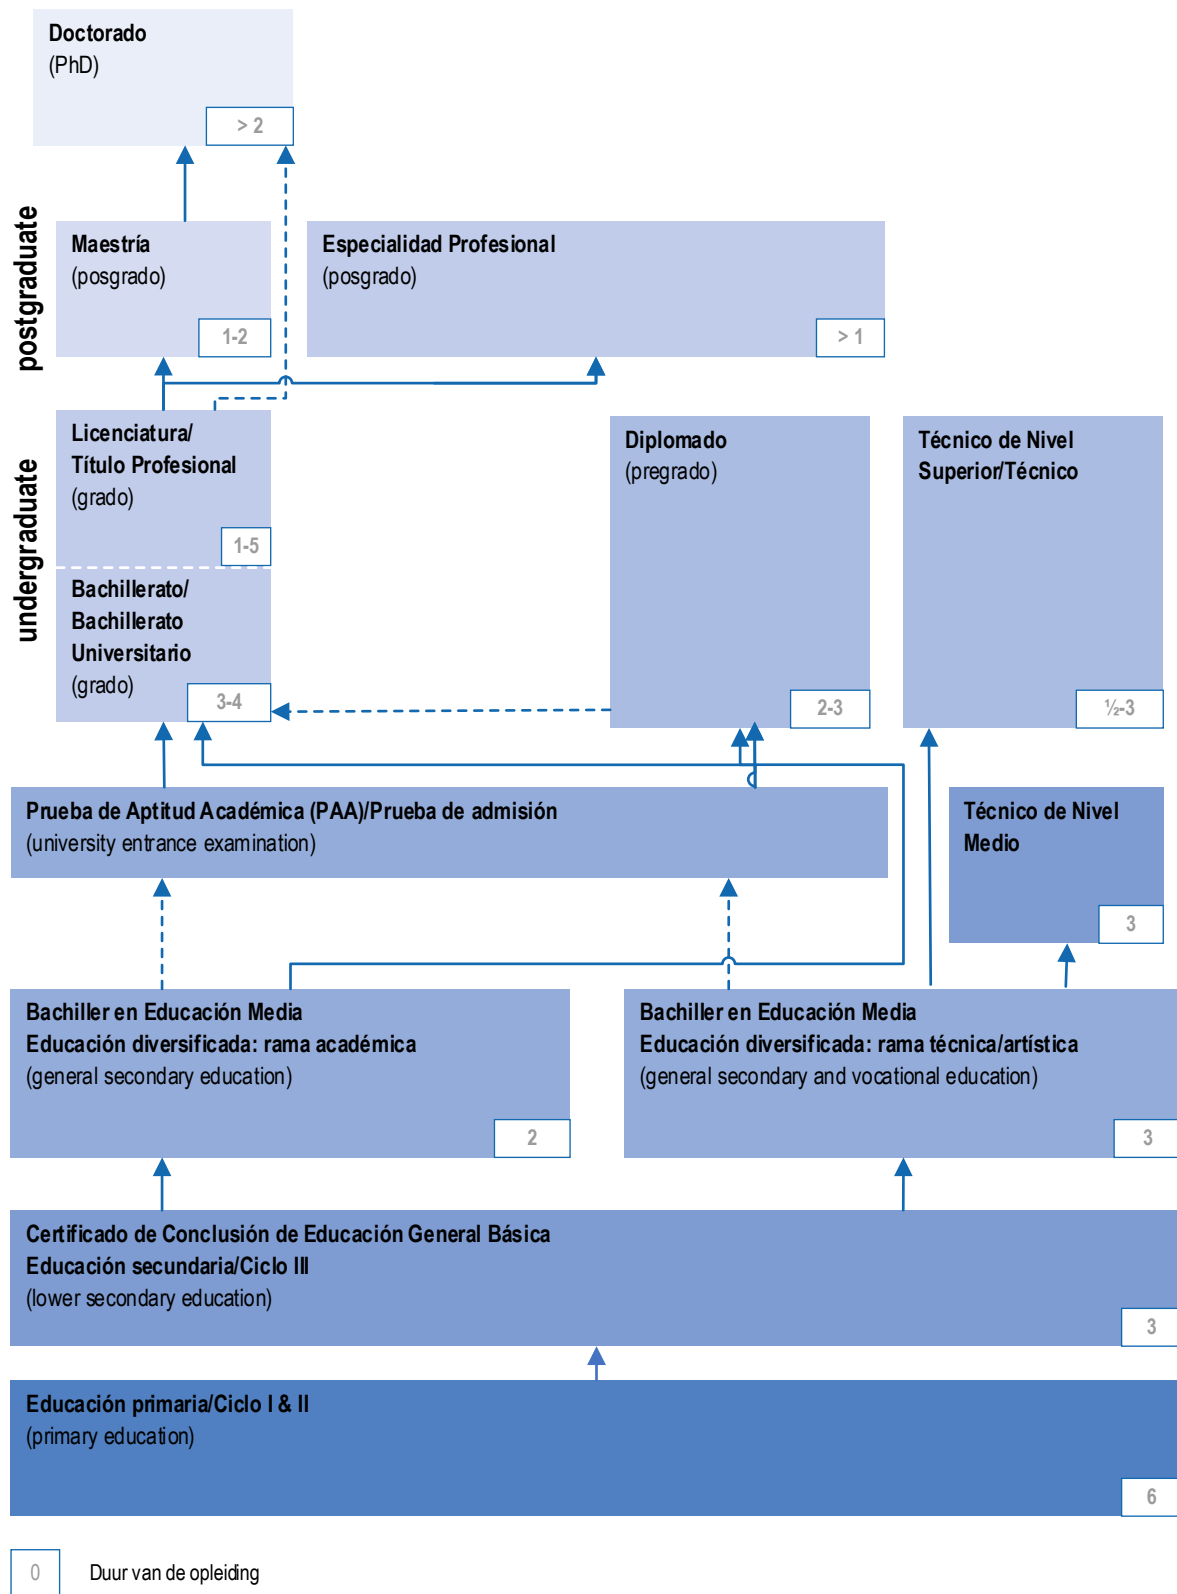 Doctorado
(PhD)
> 2
postgraduate
Maestría
(posgrado)
1-2
Especialidad Profesional
(posgrado)
> 1
undergraduate
Licenciatura/
Título Profesional
(grado)
1-5
Bachillerato/
Bachillerato
Universitario
(grado)
3-4
Diplomado
(pregrado)
2-3
Técnico de Nivel
Superior/Técnico
½-3
Prueba de Aptitud Académica (PAA)/Prueba de admisión
(university entrance examination)
Técnico de Nivel
Medio
3
Bachiller en Educación Media
Educación diversificada: rama académica
(general secondary education)
2
Bachiller en Educación Media
Educación diversificada: rama técnica/artística
(general secondary and vocational education)
3
Certificado de Conclusión de Educación General Básica
Educación secundaria/Ciclo III
(lower secondary education)
3
Educación primaria/Ciclo I & II
(primary education)
6
0 Duur van de opleiding